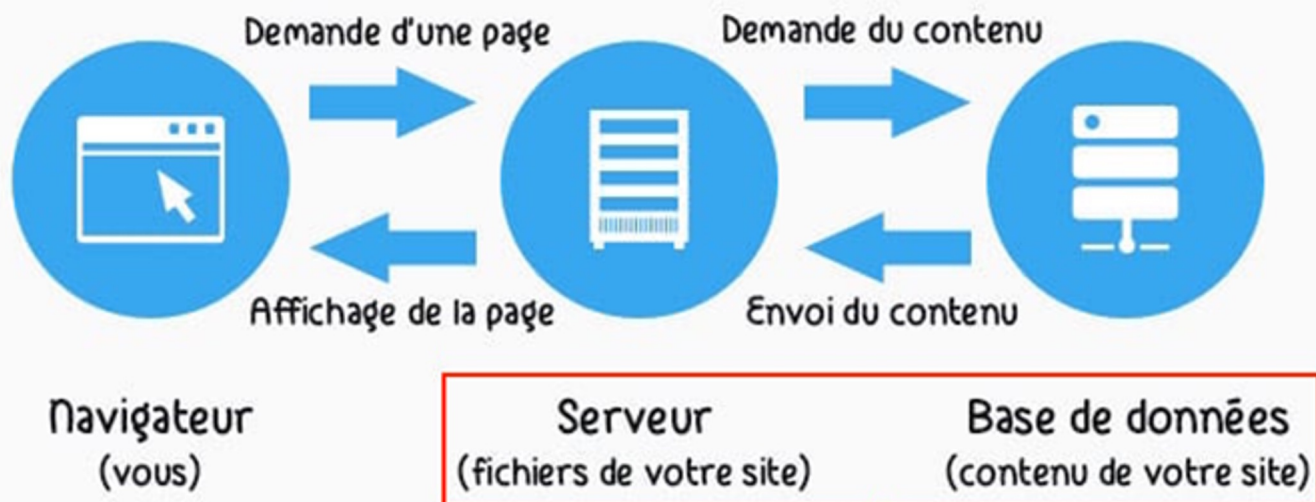 Demande d'une page
Demande du contenu
Affichage de la page
Envoi du contenu
Navigateur
(vous)
Serveur
(fichiers de votre site)
Base de données
(contenu de votre site)